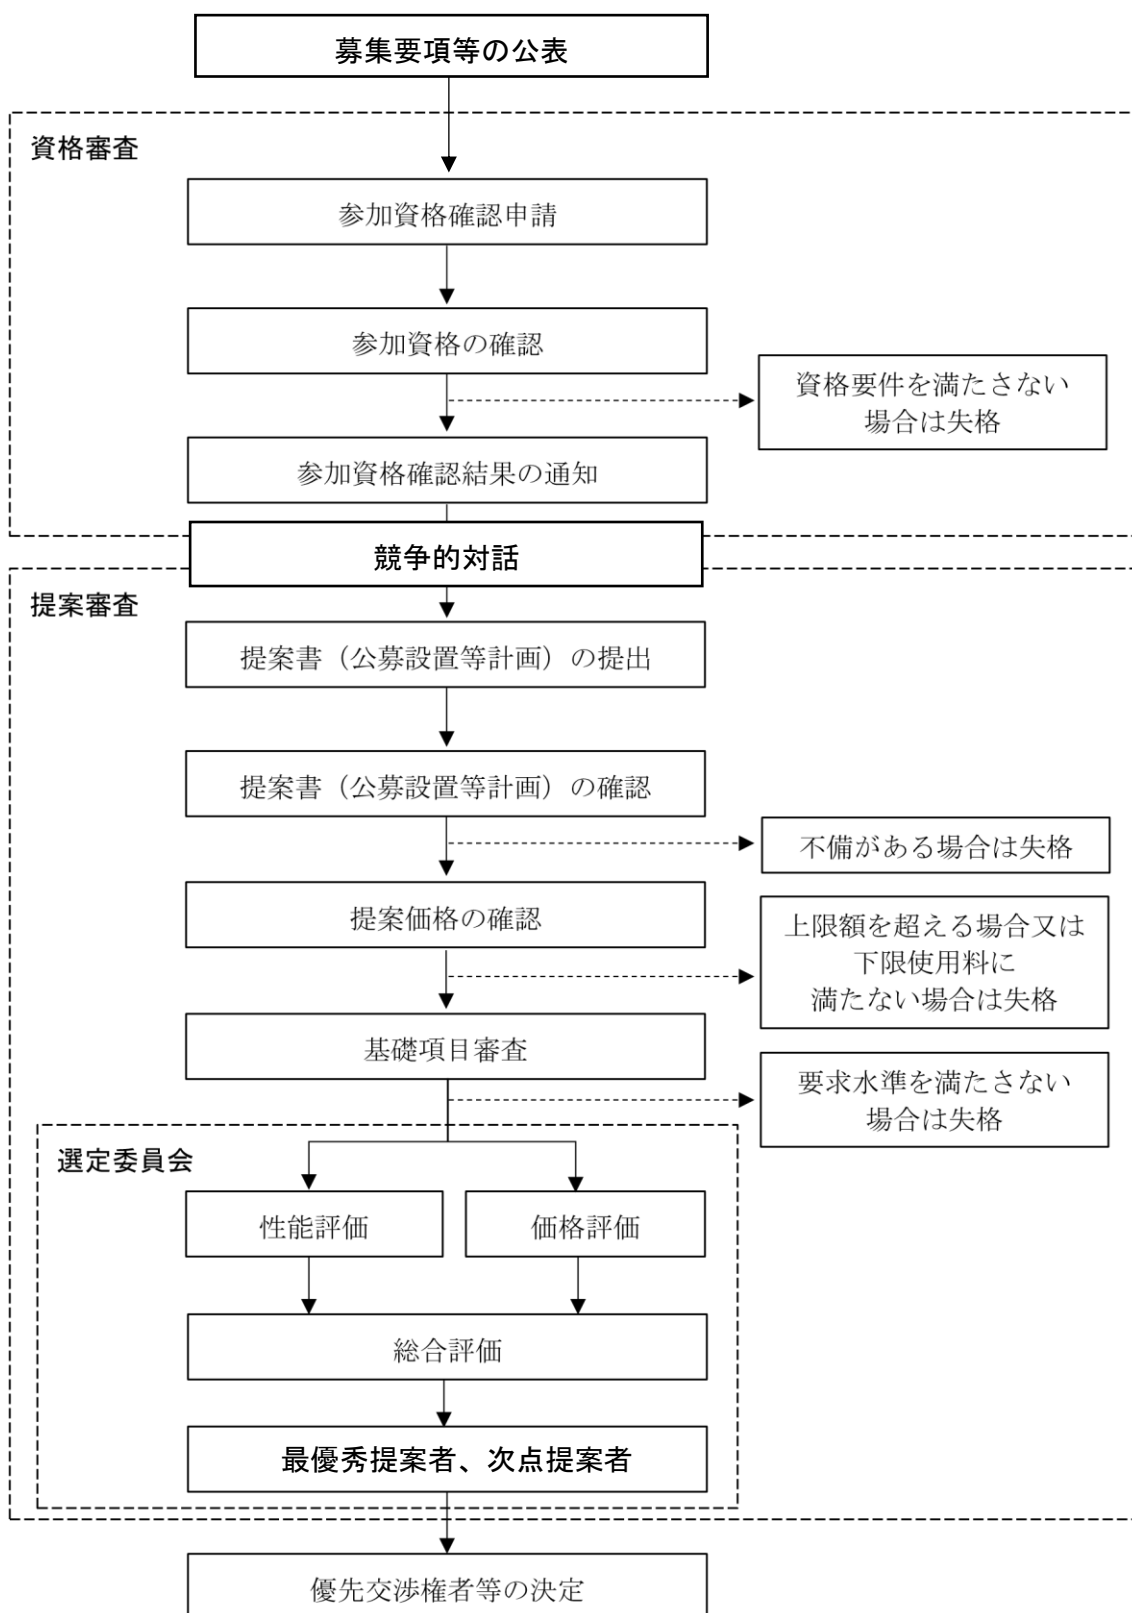 募集要項等の公表
資格審査
参加資格確認申請
参加資格の確認
資格要件を満たさない
場合は失格
参加資格確認結果の通知
競争的対話
提案審査
提案書（公募設置等計画）の提出
提案書（公募設置等計画）の確認
不備がある場合は失格
提案価格の確認
上限額を超える場合又は
下限使用料に
満たない場合は失格
基礎項目審査
要求水準を満たさない
場合は失格
選定委員会
性能評価
価格評価
総合評価
最優秀提案者、次点提案者
優先交渉権者等の決定